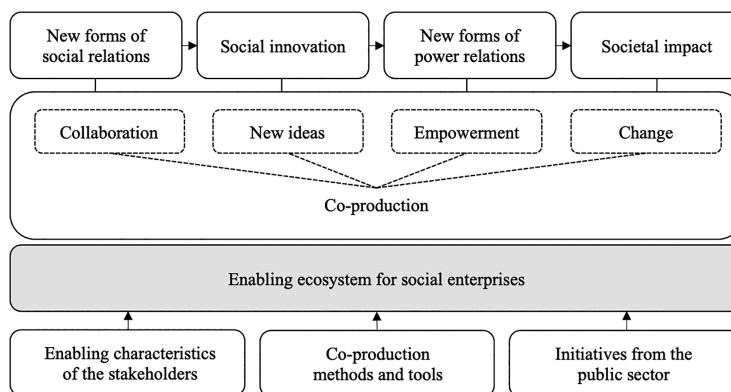 New forms of
social relations
Social innovation
New forms of
power relations
Societal impact
Collaboration
New ideas
Empowerment
Change
Co-production
Enabling ecosystem for social enterprises
Enabling characteristics
of the stakeholders
Co-production
methods and tools
Initiatives from the
public sector